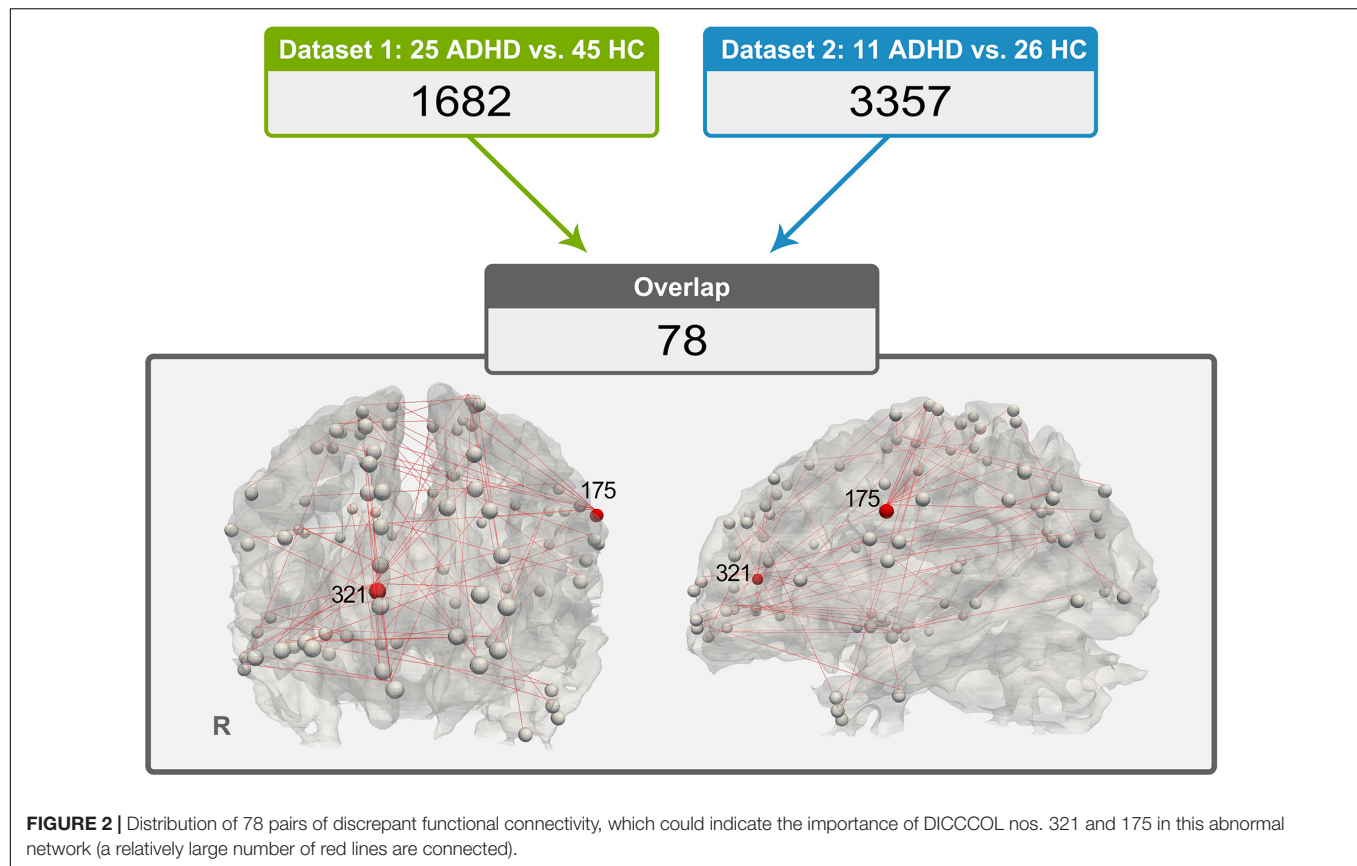 Dataset 1: 25 ADHD vs. 45 HC
1682
Dataset 2: 11 ADHD vs. 26 HC
3357
Overlap
78
175
321
R
175
321
FIGURE 2 | Distribution of 78 pairs of discrepant functional connectivity, which could indicate the importance of DICCCOL nos. 321 and 175 in this abnormal
network (a relatively large number of red lines are connected).